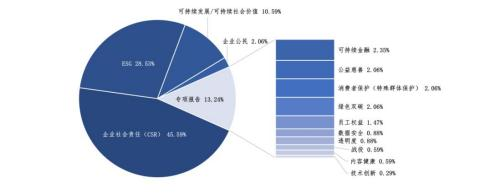 可持续发展/可持续社会价值 10.59%
企业公民 2.06%
ESG 28.53%
专项报告 13.24%
企业社会责任(CSR) 45.59%
可持续金融 2.35%
公益慈善 2.06%
消费者保护(特殊群体保护) 2.06%
绿色双碳 2.06%
员工权益 1.47%
数据安全 0.88%
透明度 0.88%
战疫 0.59%
内容健康 0.59%
技术创新 0.29%